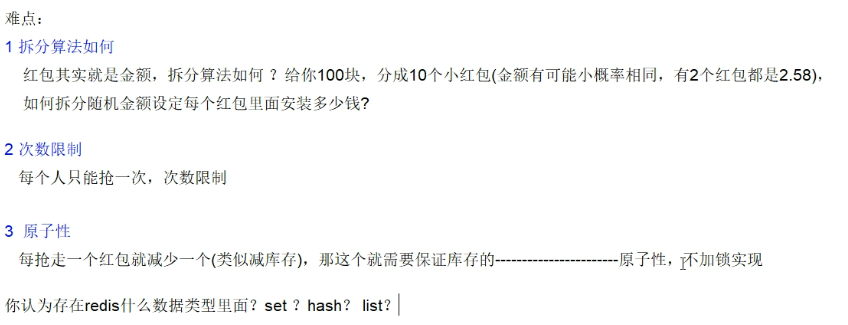 难点：
1 拆分算法如何
红包其实就是金额，拆分算法如何 ？给你100块，分成10个小红包(金额有可能小概率相同，有2个红包都是2.58)，
如何拆分随机金额设定每个红包里面安装多少钱?
2 次数限制
每个人只能抢一次，次数限制
3 原子性
每抢走一个红包就减少一个(类似减库存)，那这个就需要保证库存的-----------------------原子性，不加锁实现
你认为存在redis什么数据类型里面？set ？hash？ list？